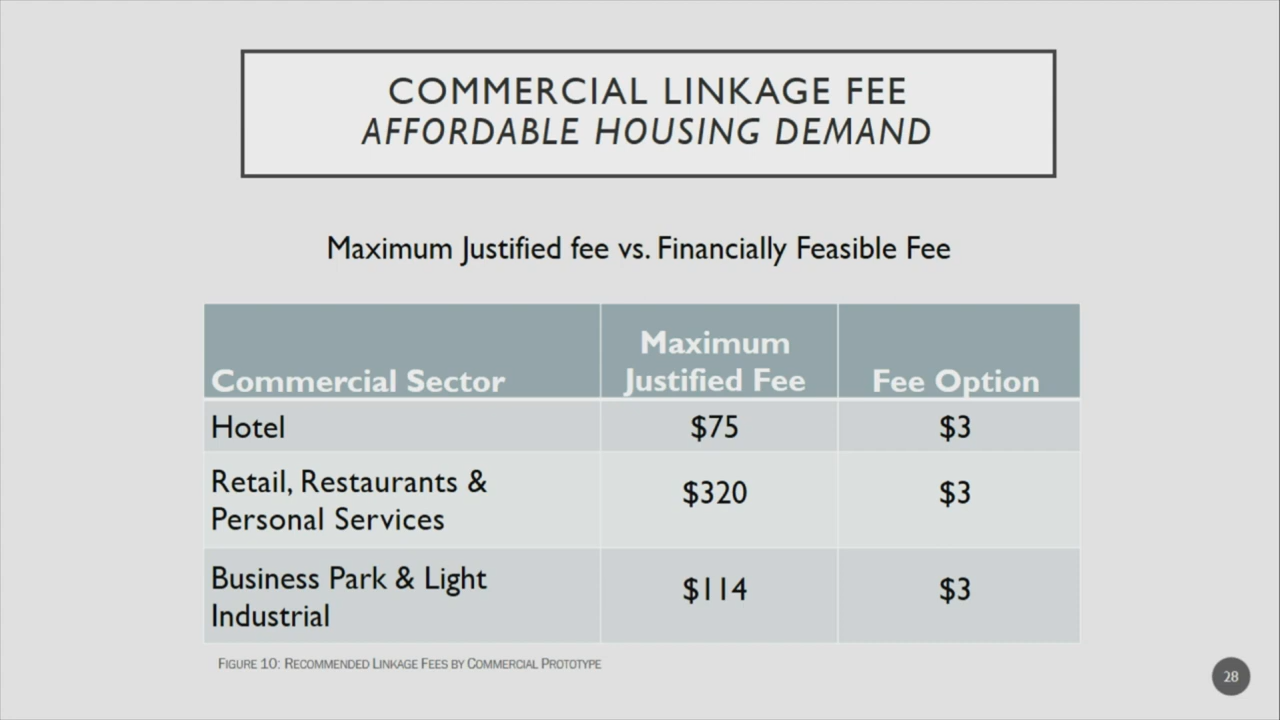 COMMERCIAL LINKAGE FEE
AFFORDABLE HOUSING DEMAND
Maximum Justified fee vs. Financially Feasible Fee
Commercial Sector
Maximum
Justified Fee
Fee Option
Hotel
$75
$3
Retail, Restaurants &
Personal Services
$320
$3
Business Park & Light
Industrial
$114
$3
FIGURE 10: RECOMMENDED LINKAGE FEES BY COMMERCIAL PROTOTYPE
28